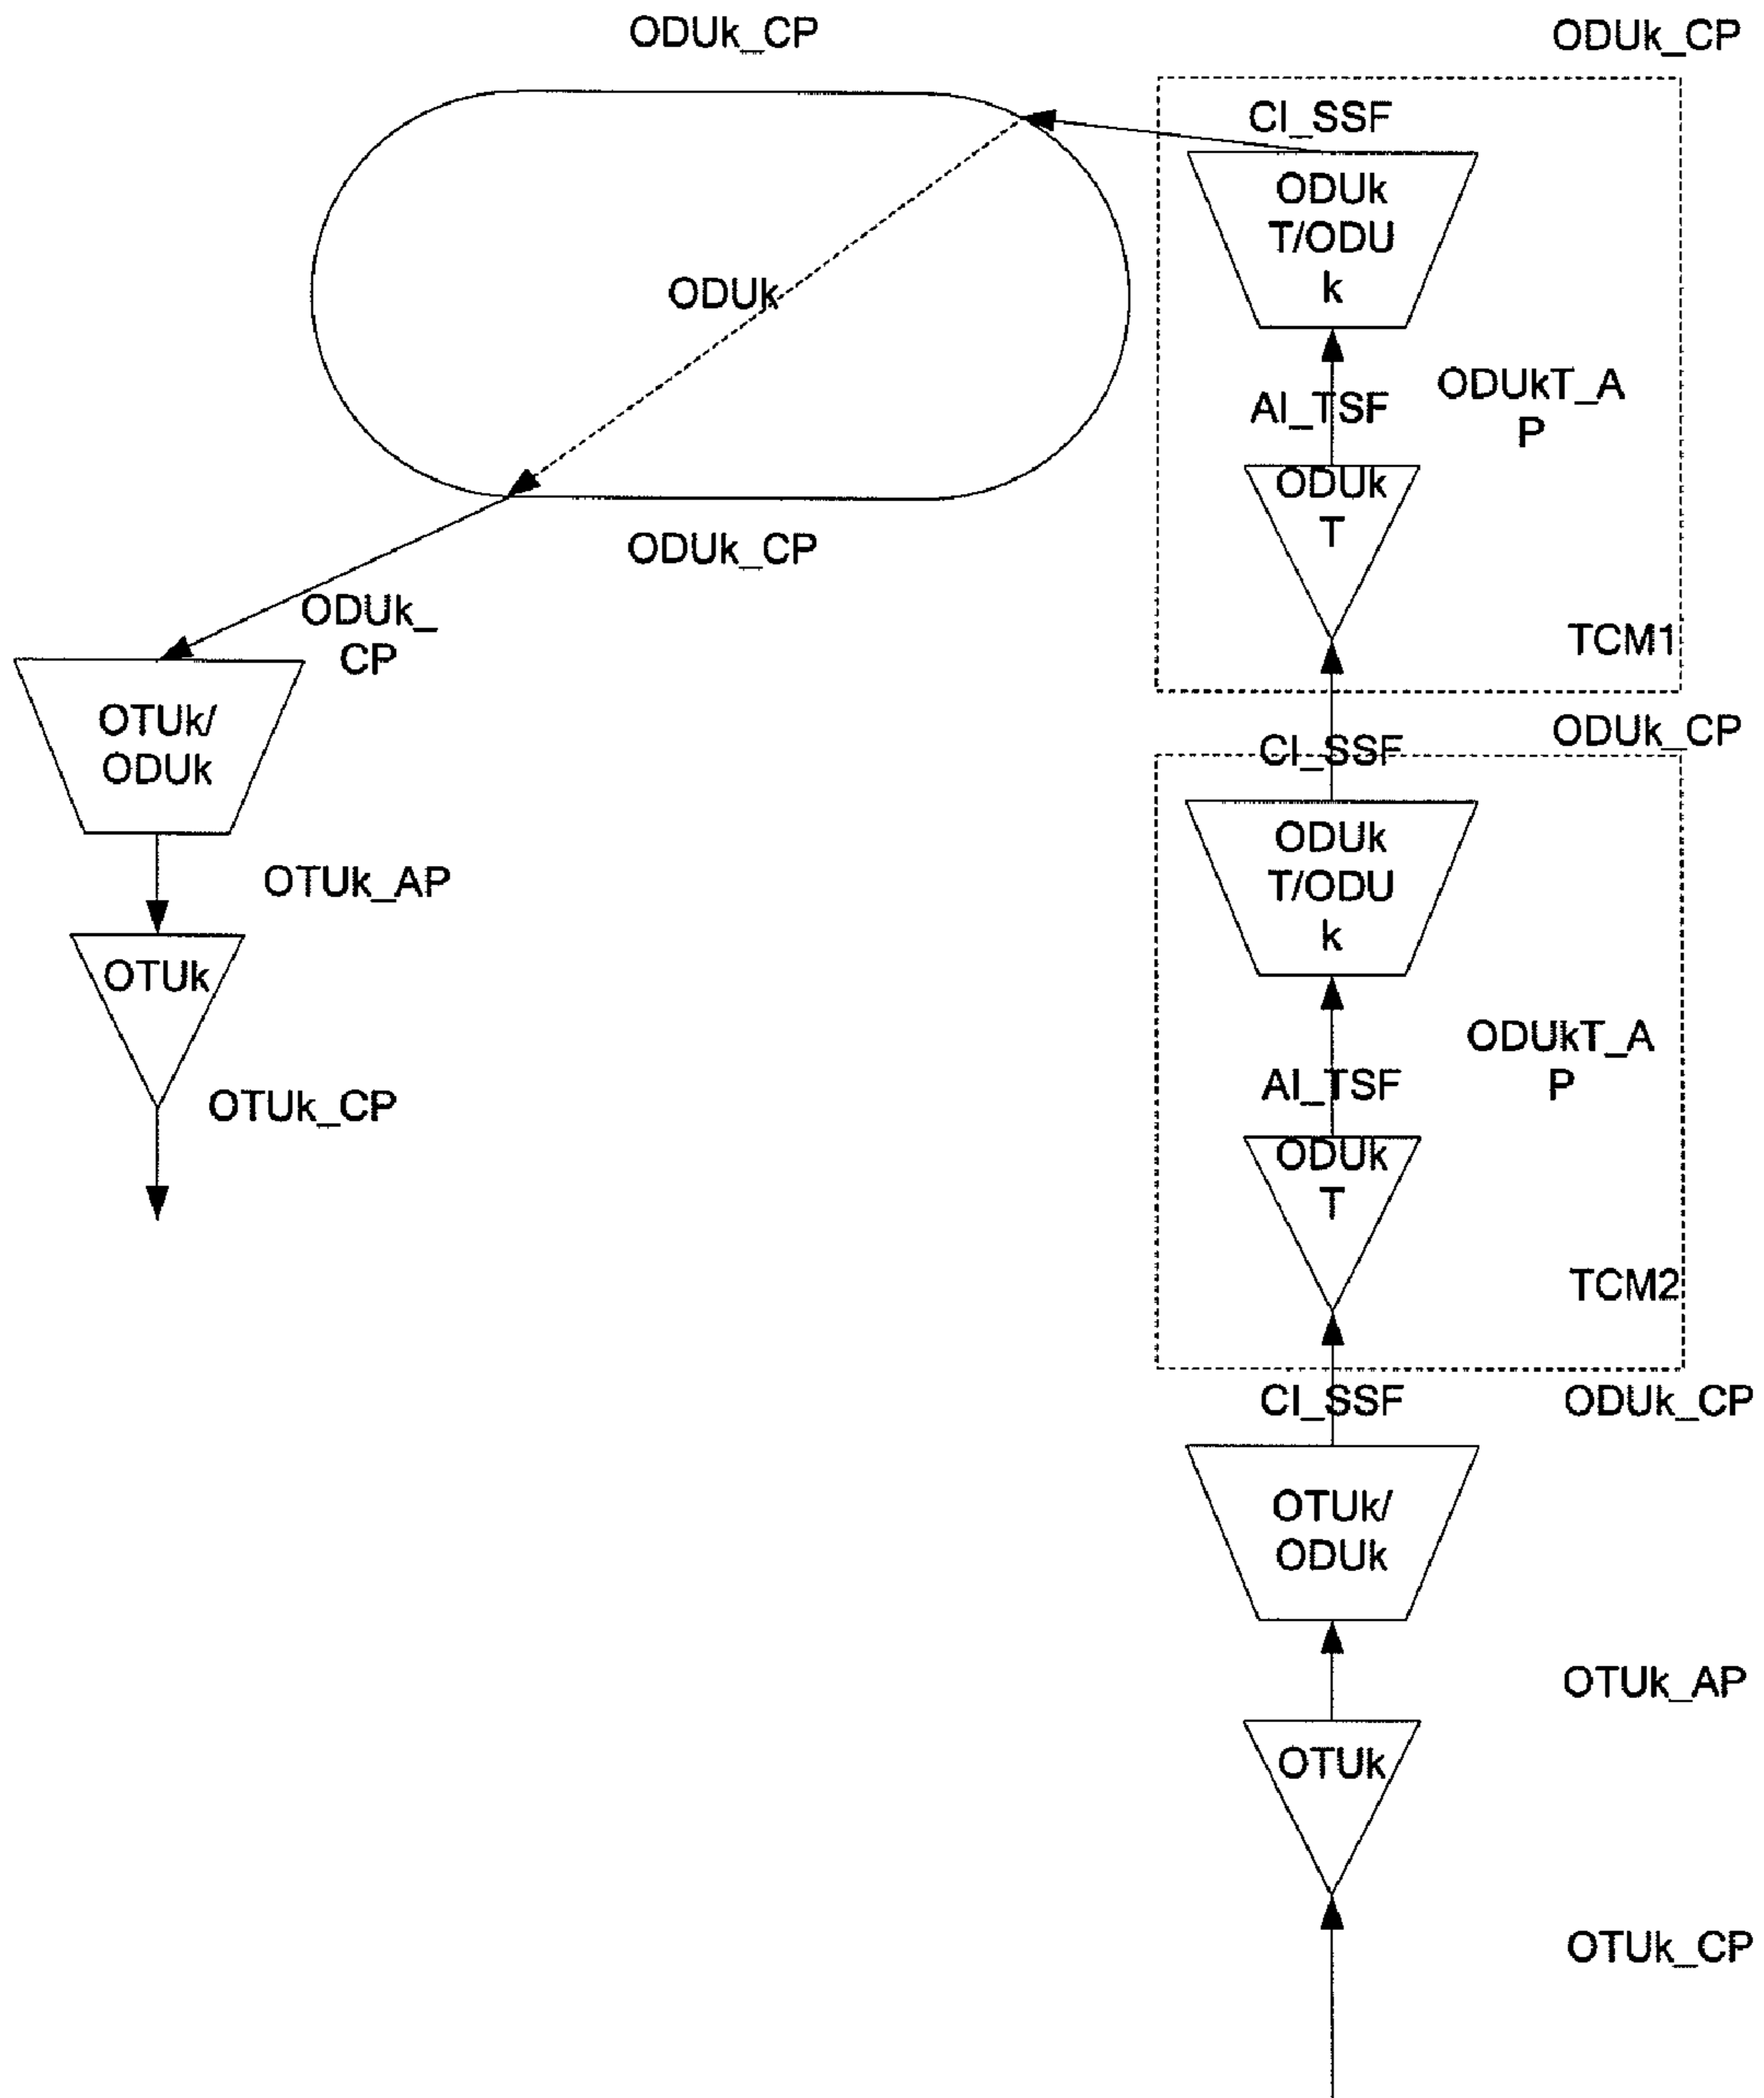 ODUk_CP
ODUk_CP
CI_SSF
ODUk
T/ODU
k
ODUk
ODUkT_A
P
AI_TSF
ODUk
T
ODUk_CP
ODUk_
CP
TCM1
OTUk/
ODUk
ODUk_CP
CI_SSF
ODUk
T/ODU
k
OTUk_AP
OTUk
ODUkT_A
P
AI_TSF
OTUk_CP
ODUk
T
TCM2
CI_SSF
ODUk_CP
OTUk/
ODUk
OTUk_AP
OTUk
OTUk_CP